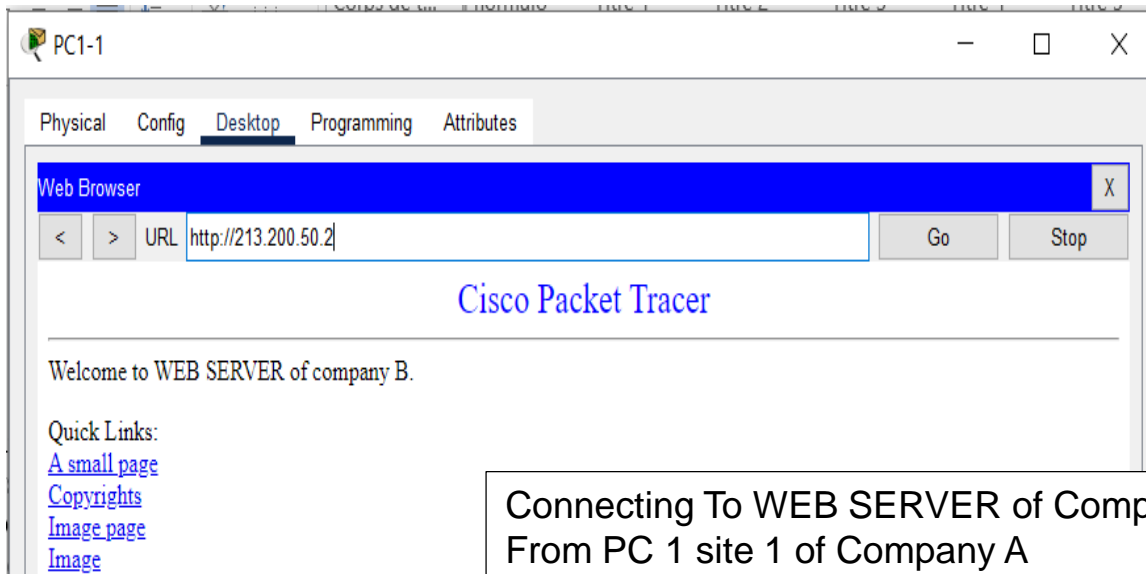 PC1-1
Physical Config Desktop Programming Attributes
Web Browser
X
< > URL http://213.200.50.2 Go Stop
Cisco Packet Tracer
Welcome to WEB SERVER of company B.
Quick Links:
A small page
Copyrights
Image page
Image
Connecting To WEB SERVER of
From PC 1 site 1 of Company A